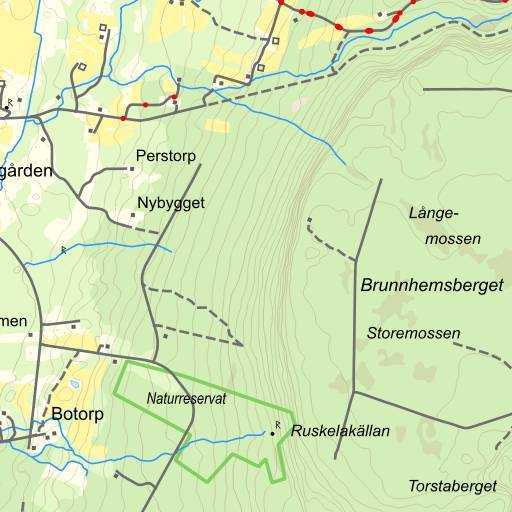 Perstorp
gården
Nybygget
Långe-
mossen
Brunnhemsberget
men
Storemossen
Naturreservat
Botorp
Ruskelakällan
Torstaberget